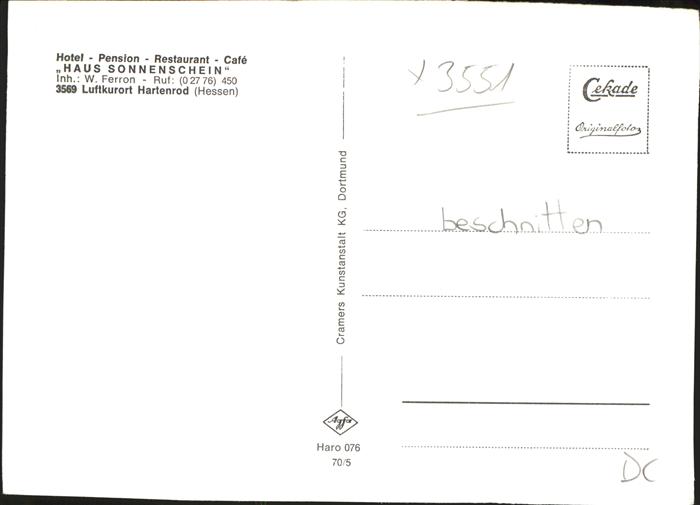 Hotel - Pension - Restaurant - Café
„HAUS SONNENSCHEIN"
Inh.: W. Ferron - Ruf: (0 27 76) 450
3569 Luftkurort Hartenrod (Hessen)
Cramers Kunstanstalt KG, Dortmund
Agfa
Haro 076
70/5
x 3551
Cekade
Originalfoto
beschnitten
DC